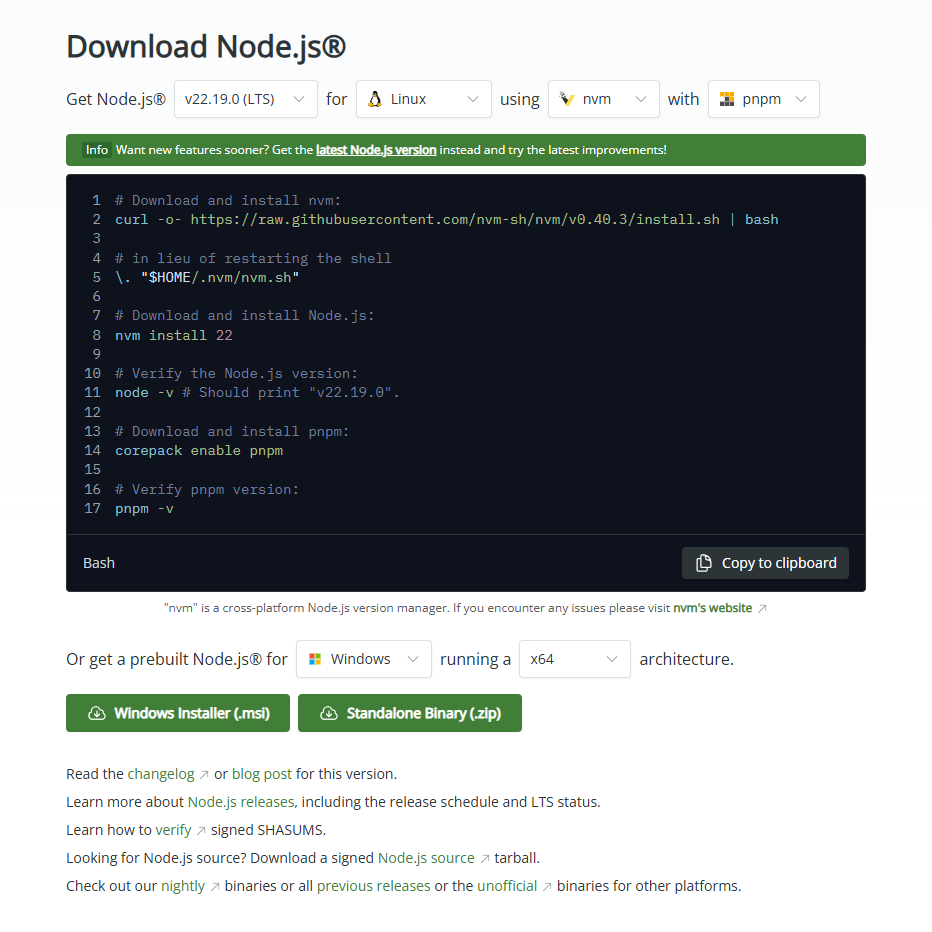 Download Node.js®
Get Node.js® v22.19.0 (LTS) for Linux using nvm with pnpm
Info Want new features sooner? Get the latest Node.js version instead and try the latest improvements!
1 # Download and install nvm:
2 curl -o- https://raw.githubusercontent.com/nvm-sh/nvm/v0.40.3/install.sh | bash
3
4 # in lieu of restarting the shell
5 \. "$HOME/.nvm/nvm.sh"
6
7 # Download and install Node.js:
8 nvm install 22
9
10 # Verify the Node.js version:
11 node -v # Should print "v22.19.0".
12
13 # Download and install pnpm:
14 corepack enable pnpm
15
16 # Verify pnpm version:
17 pnpm -v
Bash Copy to clipboard
"nvm" is a cross-platform Node.js version manager. If you encounter any issues please visit nvm's website
Or get a prebuilt Node.js® for Windows running a x64 architecture.
Windows Installer (.msi) Standalone Binary (.zip)
Read the changelog or blog post for this version.
Learn more about Node.js releases, including the release schedule and LTS status.
Learn how to verify signed SHASUMS.
Looking for Node.js source? Download a signed Node.js source tarball.
Check out our nightly binaries or all previous releases or the unofficial binaries for other platforms.